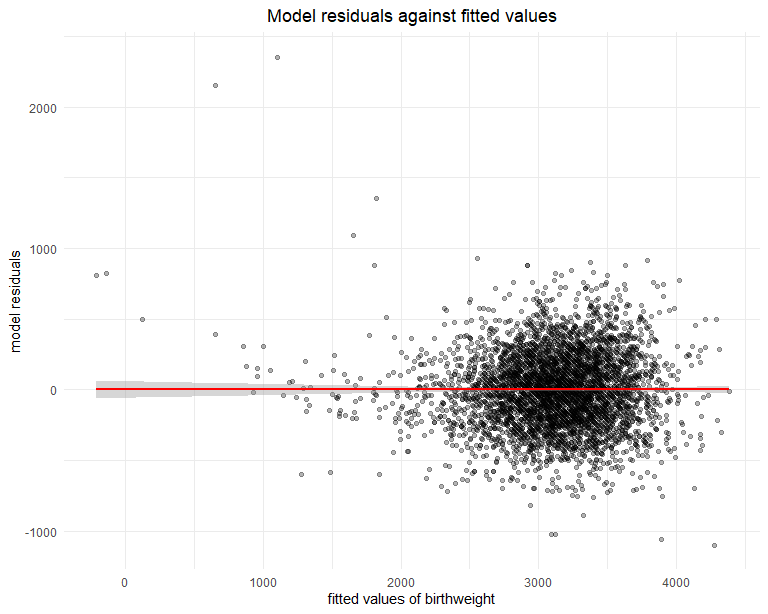 Model residuals against fitted values
model residuals
2000
1000
0
-1000
0 1000 2000 3000 4000
fitted values of birthweight